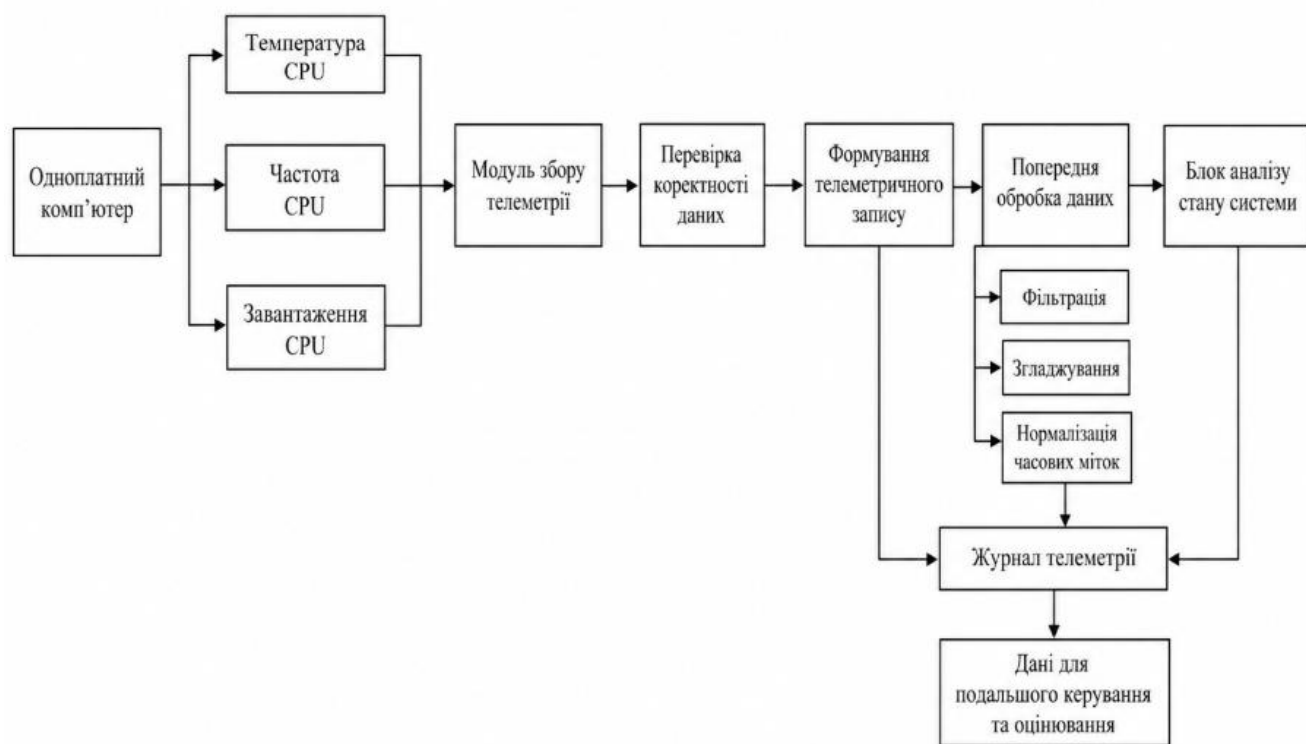 Одноплатний
комп’ютер
Температура
CPU
Частота
CPU
Завантаження
CPU
Модуль збору
телеметрії
Перевірка
коректності
даних
Формування
телеметричного
запису
Попередня
обробка даних
Блок аналізу
стану системи
Фільтрація
Згладжування
Нормалізація
часових міток
Журнал телеметрії
Дані для
подальшого керування
та оцінювання